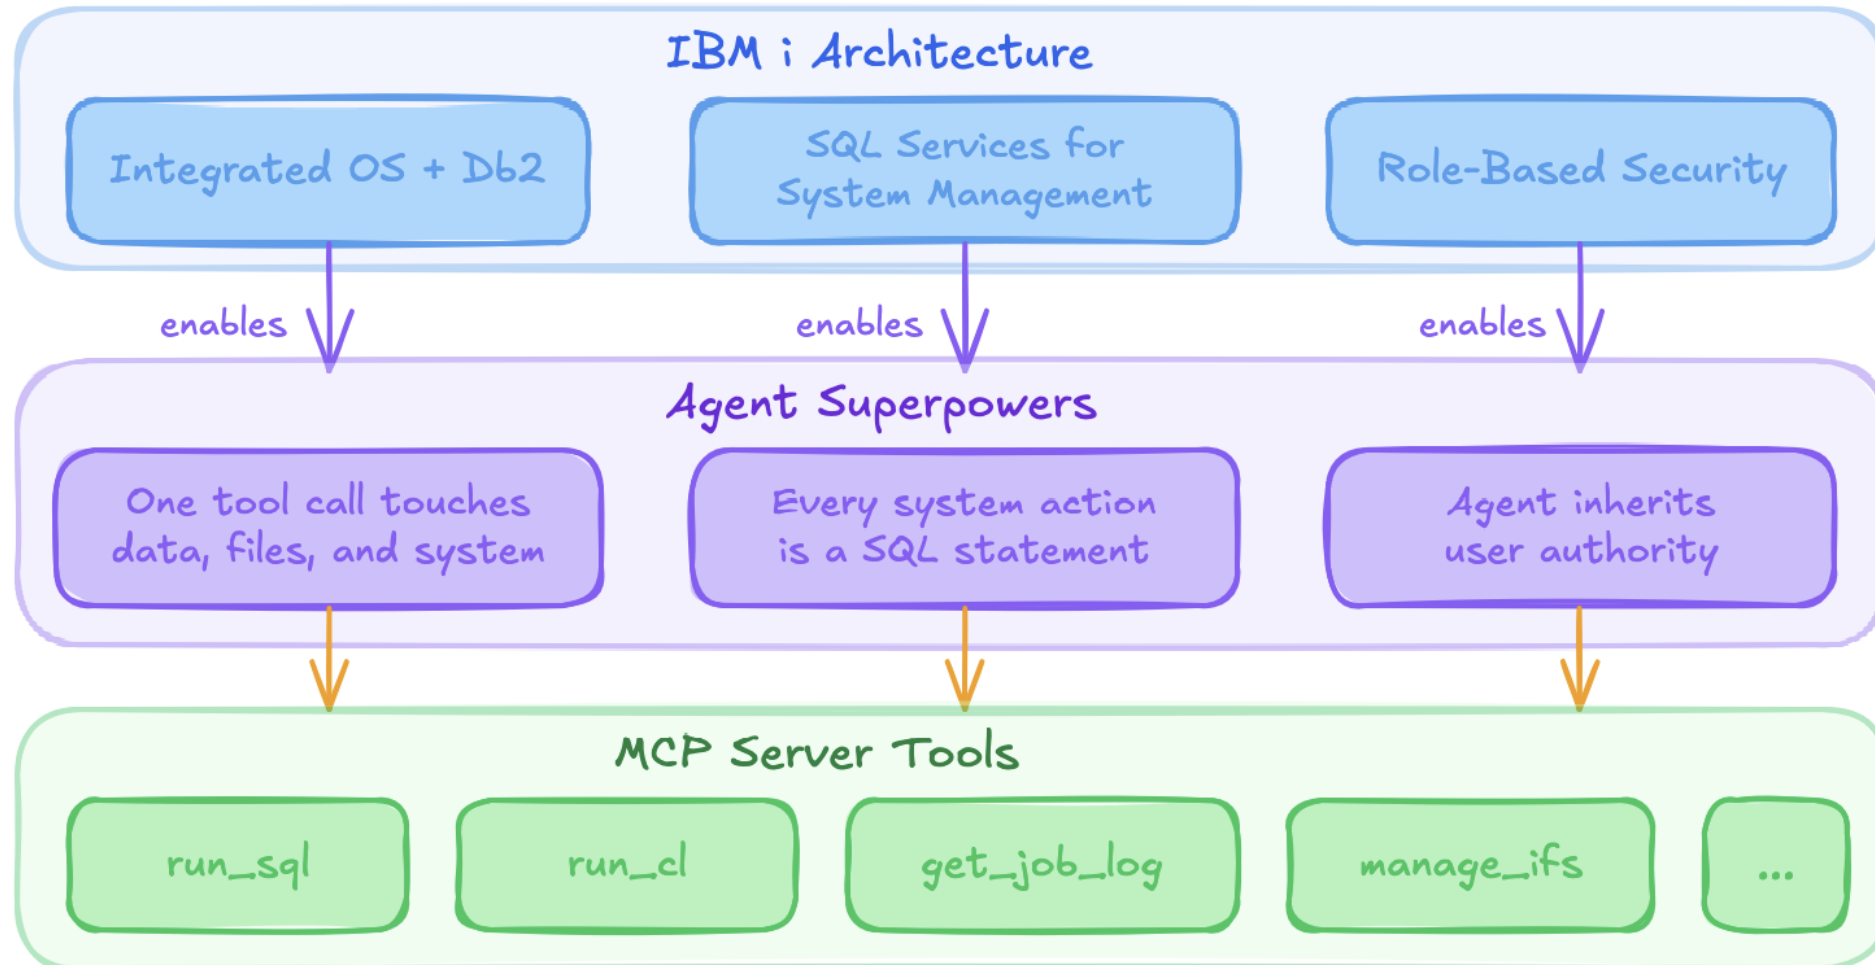 IBM i Architecture
Integrated OS + Db2
SQL Services for
System Management
Role-Based Security
enables
enables
enables
Agent Superpowers
One tool call touches
data, files, and system
Every system action
is a SQL statement
Agent inherits
user authority
MCP Server Tools
run_sql
run_cl
get_job_log
manage_ifs
...